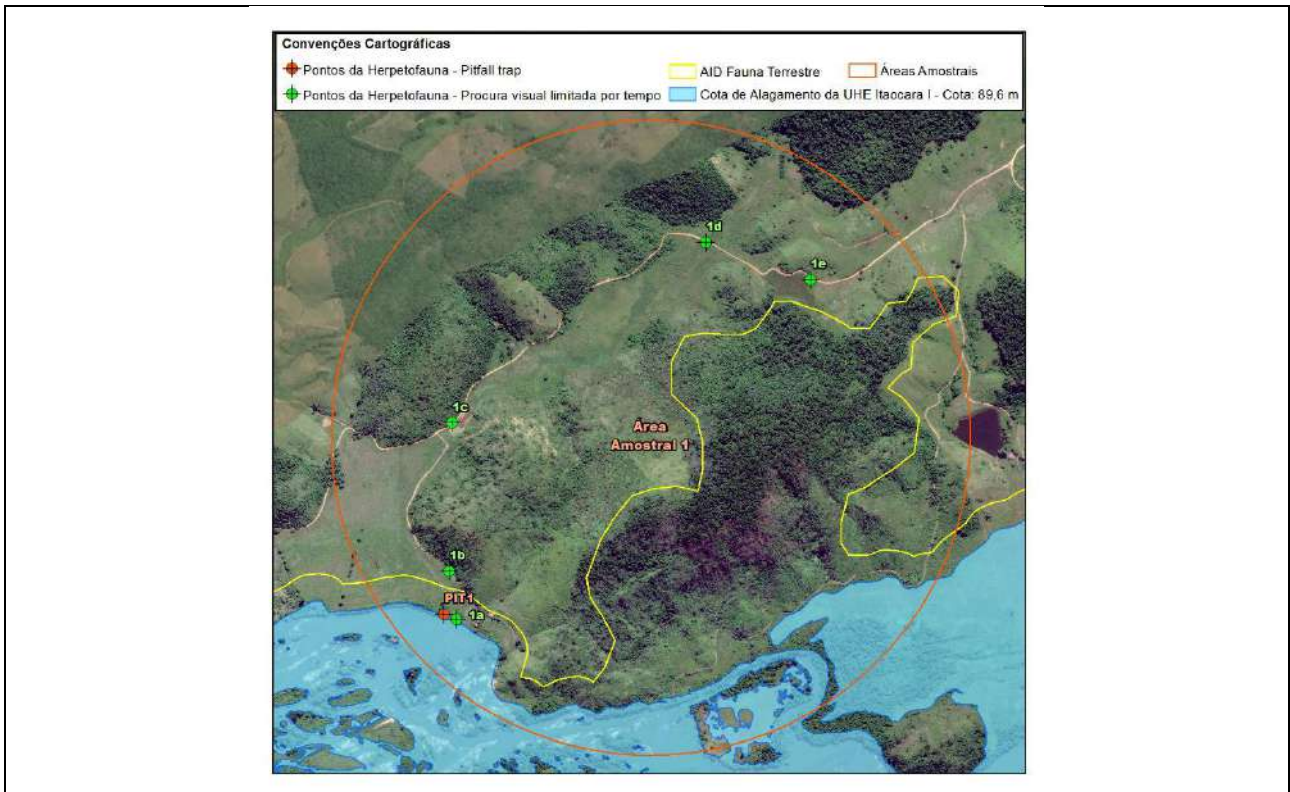 Convenções Cartográficas
Pontos da Herpetofauna - Pitfall trap
AID Fauna Terrestre
Áreas Amostrais
Pontos da Herpetofauna - Procura visual limitada por tempo
Cota de Alagamento da UHE Itaocara I - Cota: 89,6 m
1d
1e
1c
Área
Amostral 1
1b
PIT1
1a